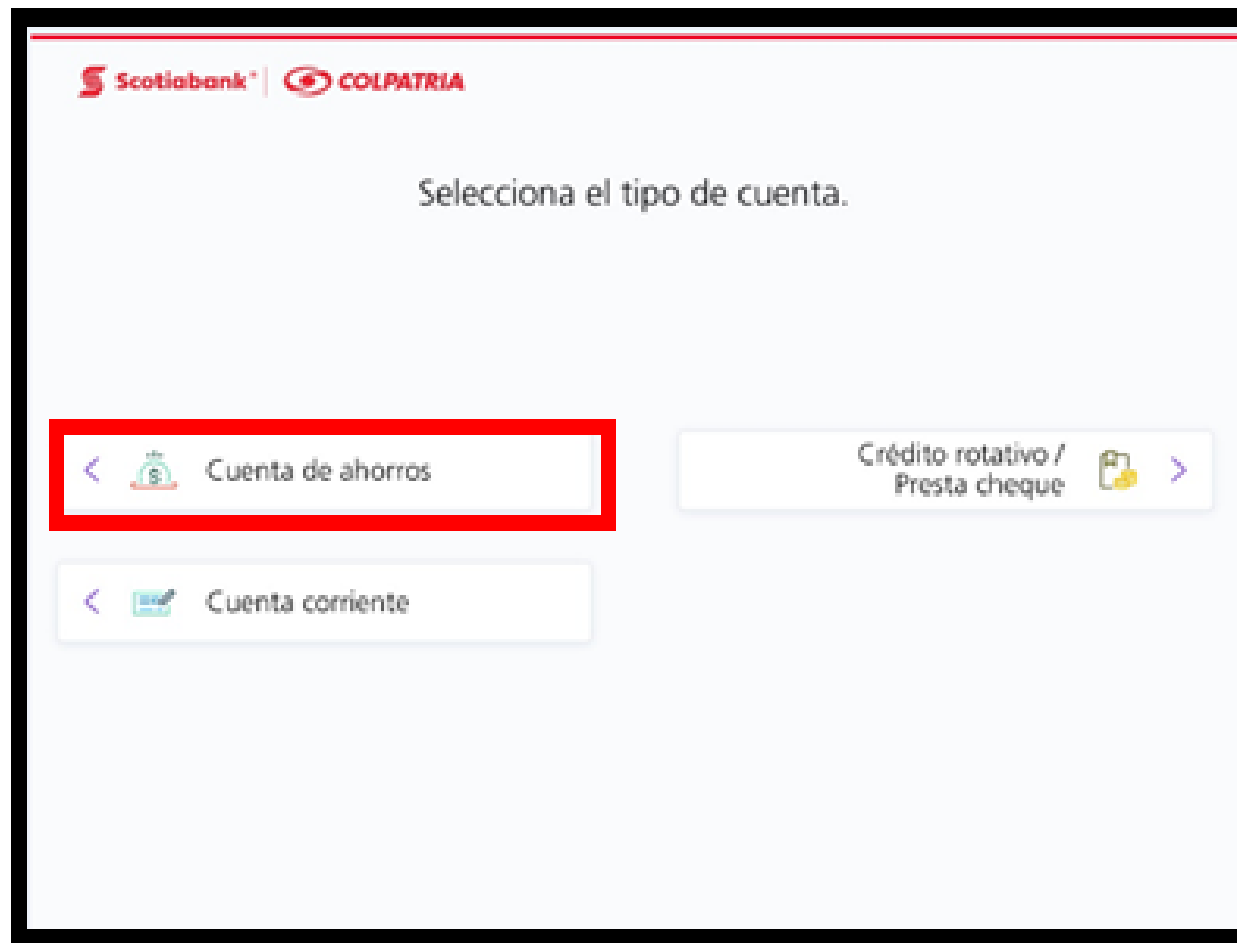 Scotiabank COLPATRIA
Selecciona el tipo de cuenta.
Cuenta de ahorros
Crédito rotativo /
Presta cheque
Cuenta corriente